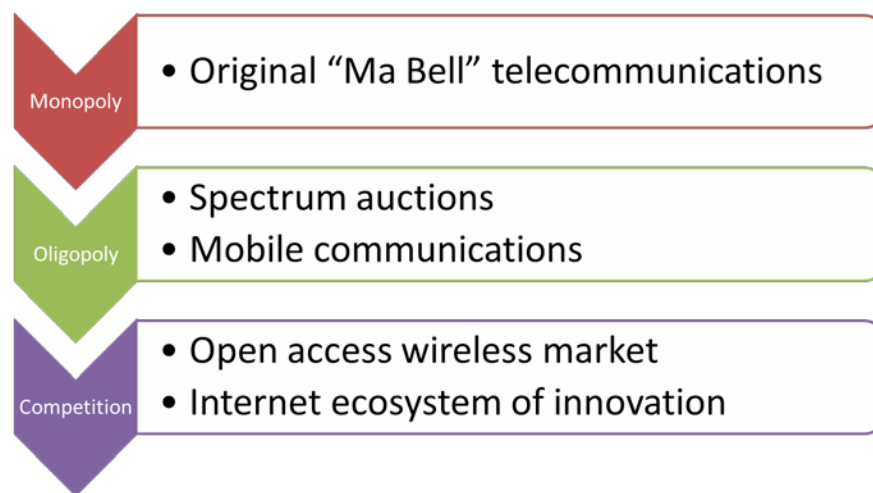 Monopoly
• Original “Ma Bell” telecommunications
Oligopoly
• Spectrum auctions
• Mobile communications
Competition
• Open access wireless market
• Internet ecosystem of innovation